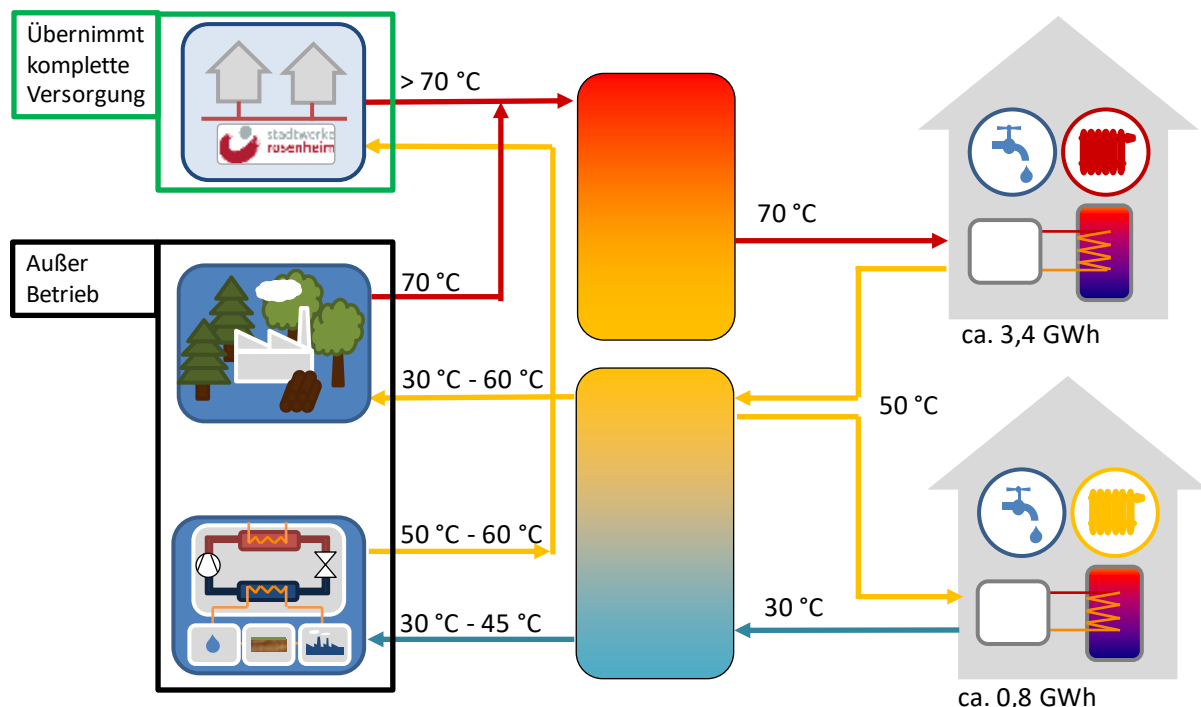 Übernimmt
komplette
Versorgung
stadtwerke
rosenheim
> 70 °C
70 °C
Außer
Betrieb
70 °C
ca. 3,4 GWh
30 °C - 60 °C
50 °C
50 °C - 60 °C
30 °C
30 °C - 45 °C
ca. 0,8 GWh